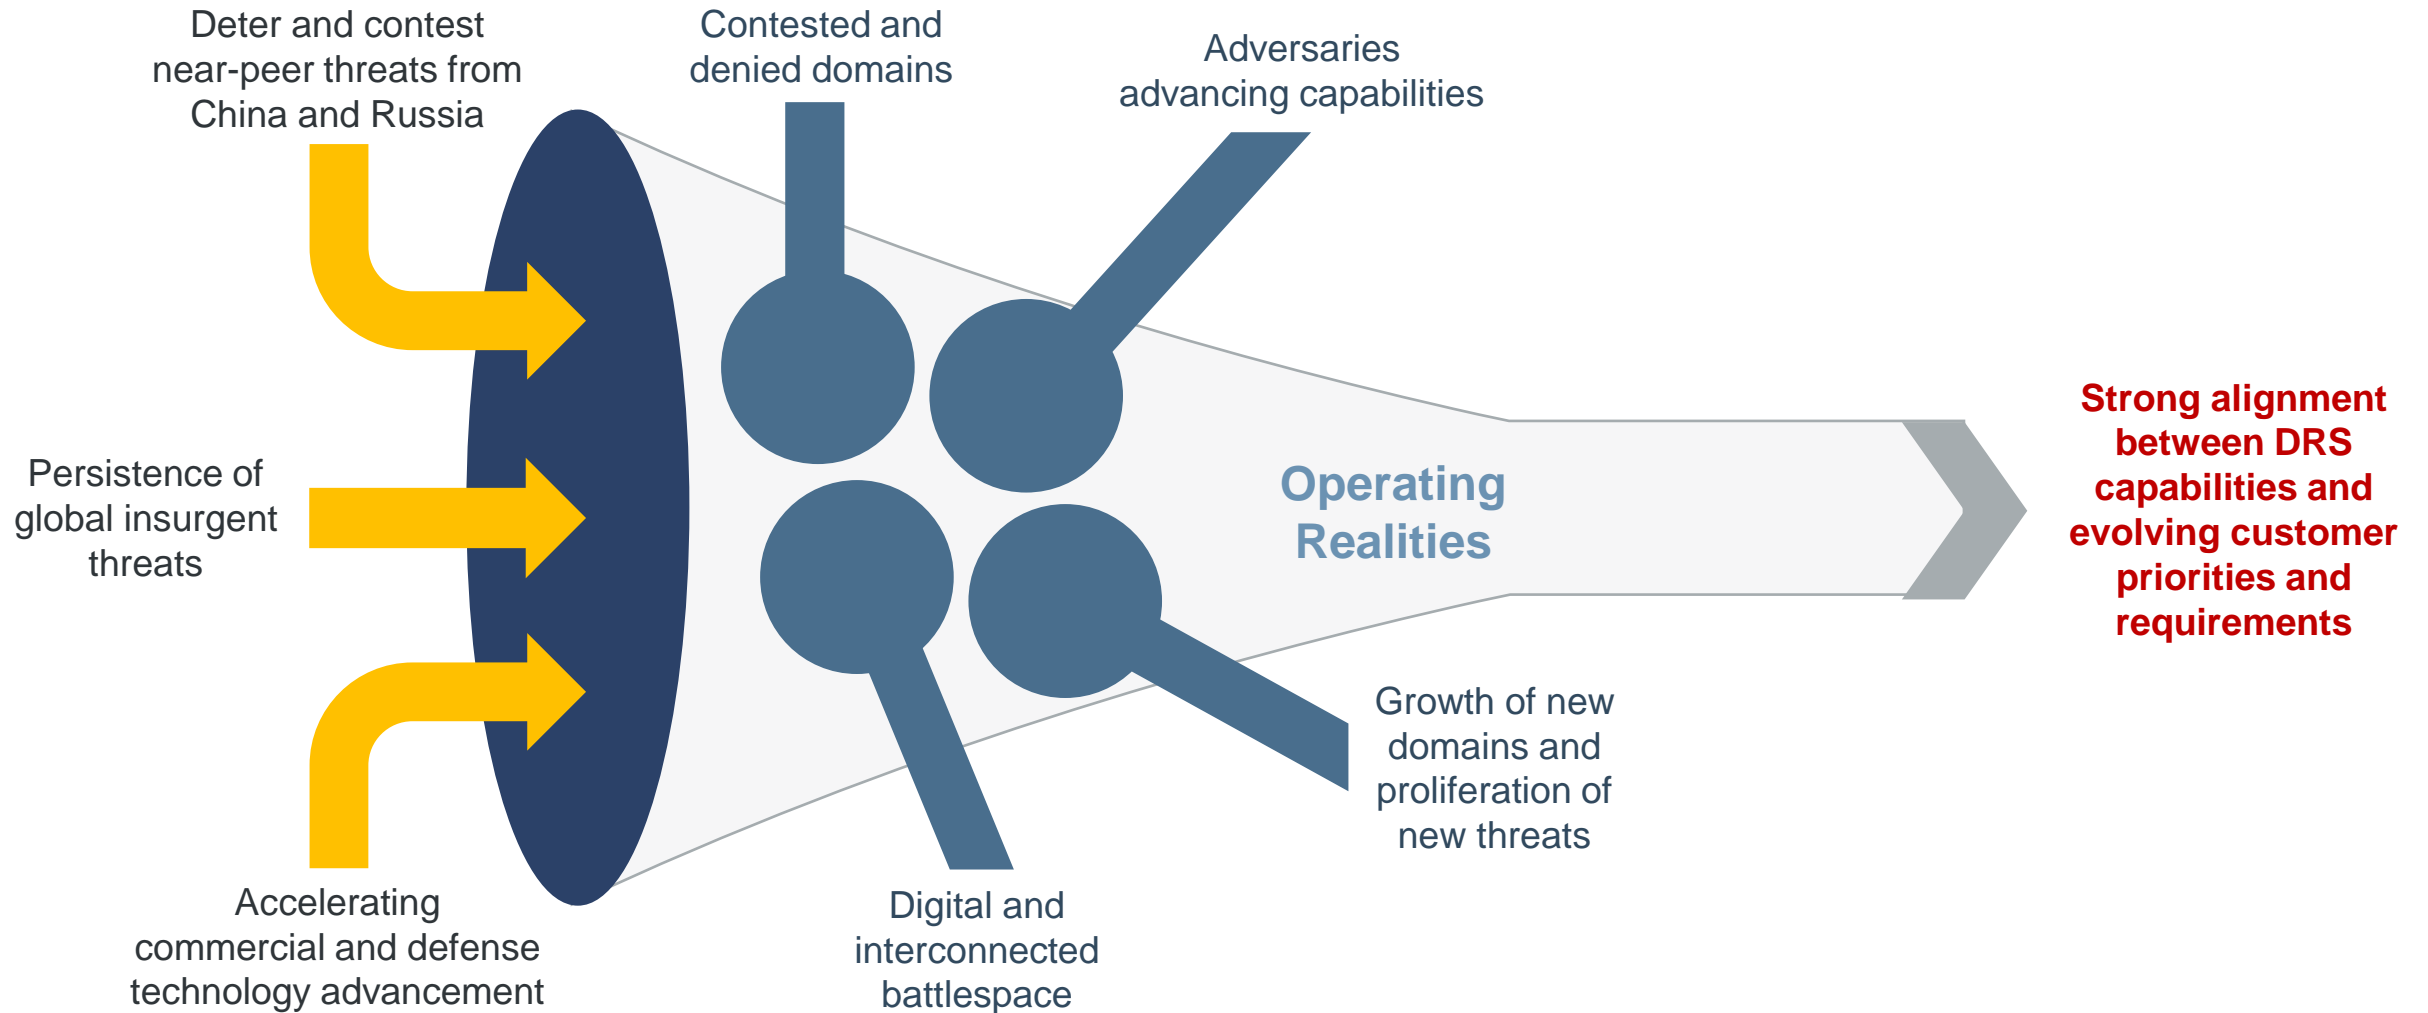 Deter and contest
near-peer threats from
China and Russia
Contested and
denied domains
Adversaries
advancing capabilities
Persistence of
global insurgent
threats
Operating
Realities
Strong alignment
between DRS
capabilities and
evolving customer
priorities and
requirements
Growth of new
domains and
proliferation of
new threats
Accelerating
commercial and defense
technology advancement
Digital and
interconnected
battlespace